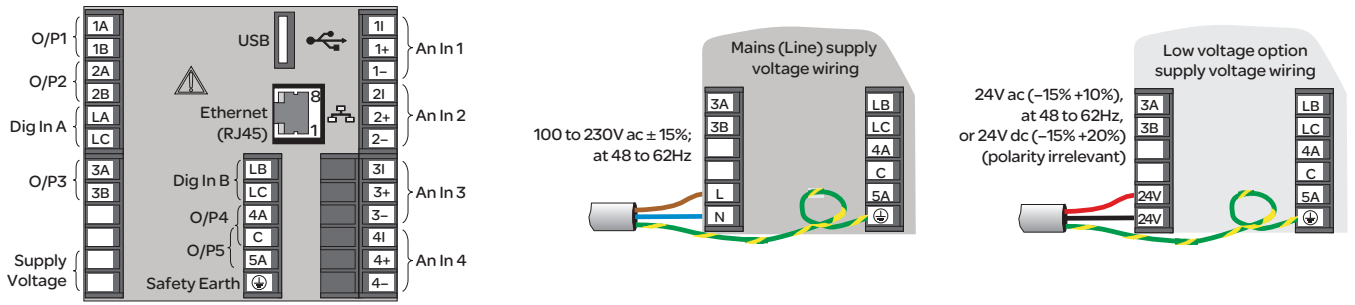 O/P1
1A
1B
O/P2
2A
2B
Dig In A
LA
LC
O/P3
3A
3B
Supply
Voltage
USB
Ethernet
(RJ45)
8
1
Dig In B
LB
LC
O/P4
4A
C
O/P5
5A
Safety Earth
1I
1+
1–
An In 1
2I
2+
2–
An In 2
3I
3+
3–
An In 3
4I
4+
4–
An In 4
Mains (Line) supply
voltage wiring
100 to 230V ac ± 15%;
at 48 to 62Hz
3A
3B
L
N
LB
LC
4A
C
5A
Low voltage option
supply voltage wiring
24V ac (–15% +10%),
at 48 to 62Hz,
or 24V dc (–15% +20%)
(polarity irrelevant)
3A
3B
24V
24V
LB
LC
4A
C
5A